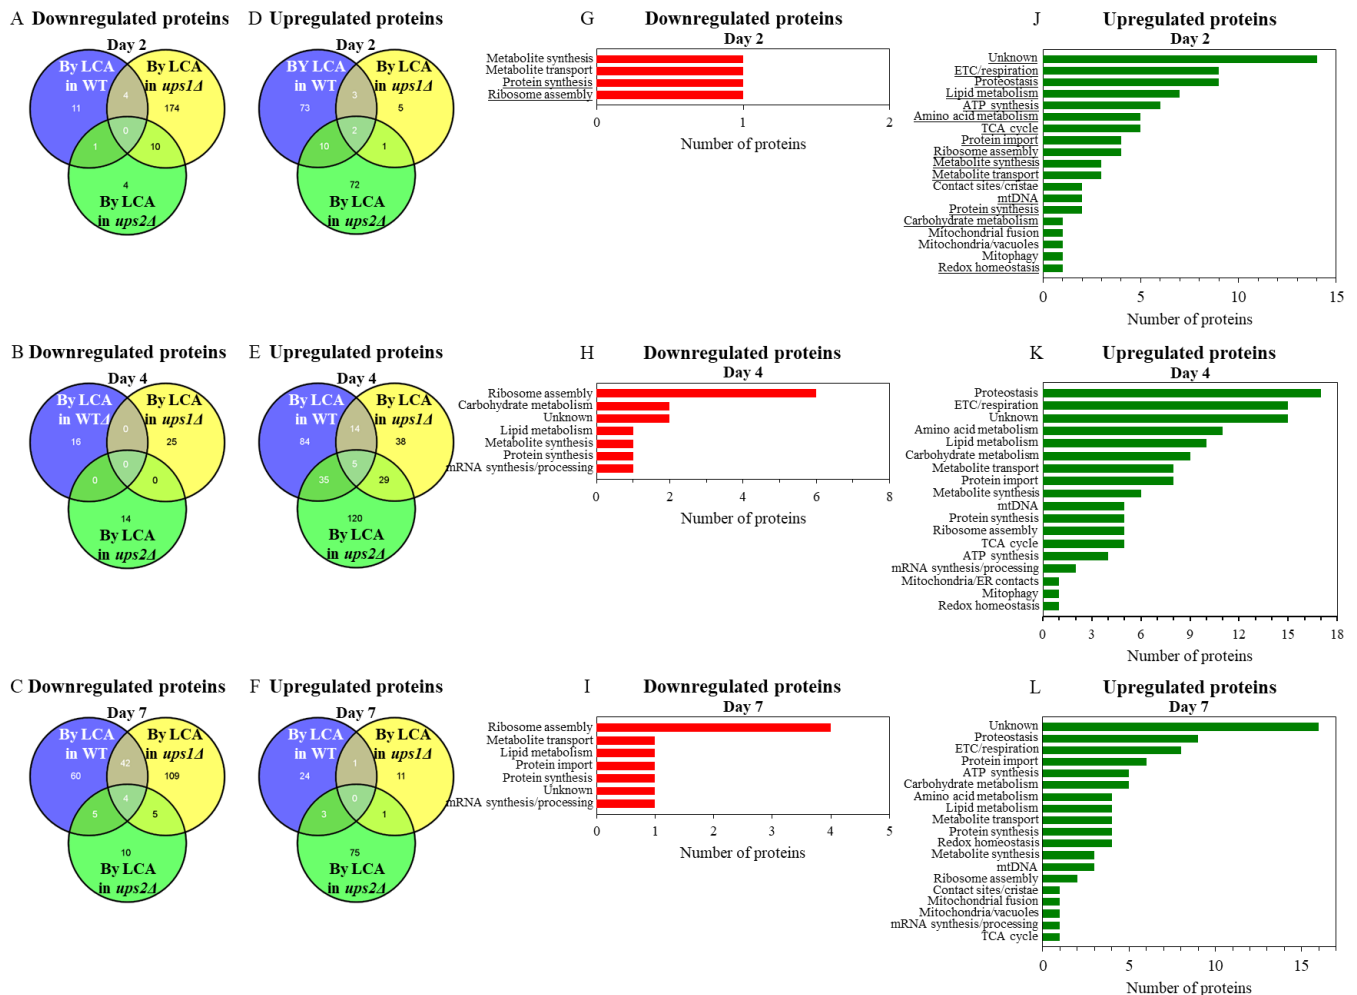 A Downregulated proteins
Day 2
By LCA
in WT
By LCA
in ups1Δ
4
11
174
0
1
10
4
By LCA
in ups2Δ
D Upregulated proteins
Day 2
BY LCA
in WT
By LCA
in ups1Δ
3
73
5
2
10
1
72
By LCA
in ups2Δ
G Downregulated proteins
Day 2
Metabolite synthesis
Metabolite transport
Protein synthesis
Ribosome assembly
0 1 2
Number of proteins
J Upregulated proteins
Day 2
Unknown
ETC/respiration
Proteostasis
Lipid metabolism
ATP synthesis
Amino acid metabolism
TCA cycle
Protein import
Ribosome assembly
Metabolite synthesis
Metabolite transport
Contact sites/cristae
mtDNA
Protein synthesis
Carbohydrate metabolism
Mitochondrial fusion
Mitochondria/vacuoles
Mitophagy
Redox homeostasis
0 5 10 15
Number of proteins
B Downregulated proteins
Day 4
By LCA
in WTΔ
By LCA
in ups1Δ
0
16
25
0
0
0
14
By LCA
in ups2Δ
E Upregulated proteins
Day 4
By LCA
in WT
By LCA
in ups1Δ
14
84
38
5
35
29
120
By LCA
in ups2Δ
H Downregulated proteins
Day 4
Ribosome assembly
Carbohydrate metabolism
Unknown
Lipid metabolism
Metabolite synthesis
Protein synthesis
mRNA synthesis/processing
0 2 4 6 8
Number of proteins
K Upregulated proteins
Day 4
Proteostasis
ETC/respiration
Unknown
Amino acid metabolism
Lipid metabolism
Carbohydrate metabolism
Metabolite transport
Protein import
Metabolite synthesis
mtDNA
Protein synthesis
Ribosome assembly
TCA cycle
ATP synthesis
mRNA synthesis/processing
Mitochondria/ER contacts
Mitophagy
Redox homeostasis
0 3 6 9 12 15 18
Number of proteins
C Downregulated proteins
Day 7
By LCA
in WT
By LCA
in ups1Δ
42
60
109
4
5
5
10
By LCA
in ups2Δ
F Upregulated proteins
Day 7
By LCA
in WT
By LCA
in ups1Δ
1
24
11
0
3
1
75
By LCA
in ups2Δ
I Downregulated proteins
Day 7
Ribosome assembly
Metabolite transport
Lipid metabolism
Protein import
Protein synthesis
Unknown
mRNA synthesis/processing
0 1 2 3 4 5
Number of proteins
L Upregulated proteins
Day 7
Unknown
Proteostasis
ETC/respiration
Protein import
ATP synthesis
Carbohydrate metabolism
Amino acid metabolism
Lipid metabolism
Metabolite transport
Protein synthesis
Redox homeostasis
Metabolite synthesis
mtDNA
Ribosome assembly
Contact sites/cristae
Mitochondrial fusion
Mitochondria/vacuoles
mRNA synthesis/processing
TCA cycle
0 5 10 15
Number of proteins